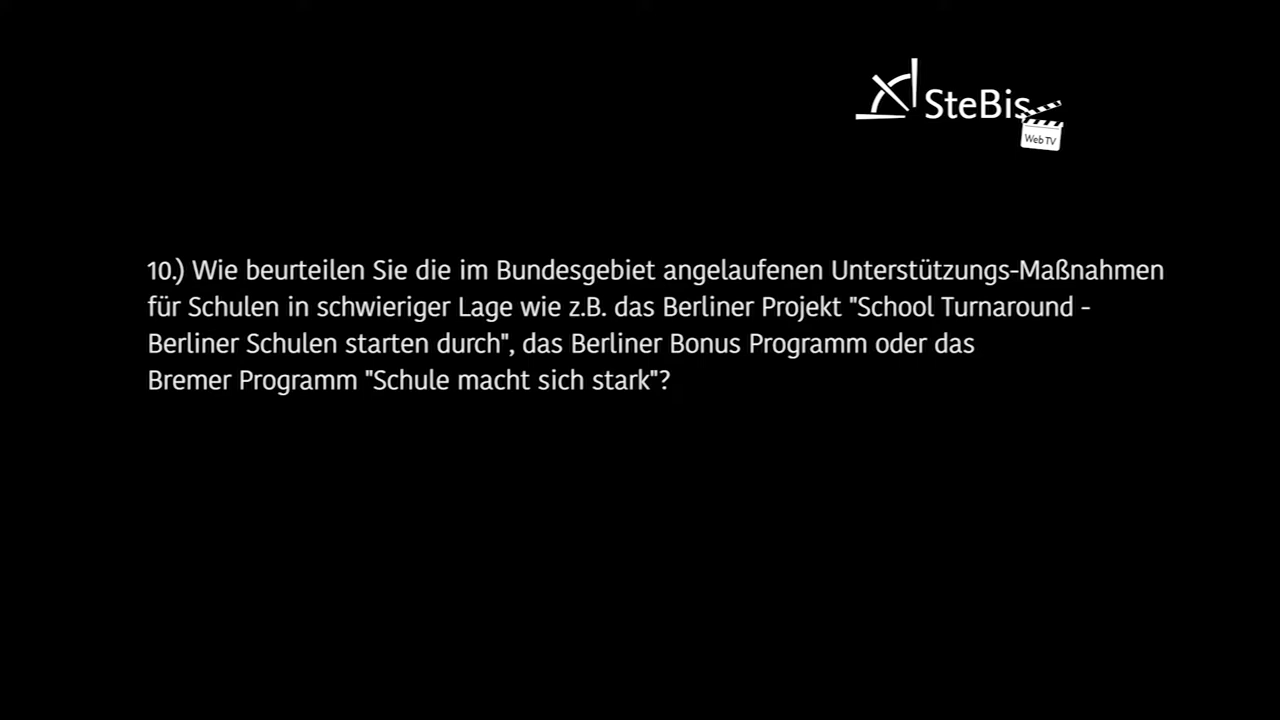 SteBis
Web TV
10.) Wie beurteilen Sie die im Bundesgebiet angelaufenen Unterstützungs-Maßnahmen
für Schulen in schwieriger Lage wie z.B. das Berliner Projekt "School Turnaround -
Berliner Schulen starten durch", das Berliner Bonus Programm oder das
Bremer Programm "Schule macht sich stark"?